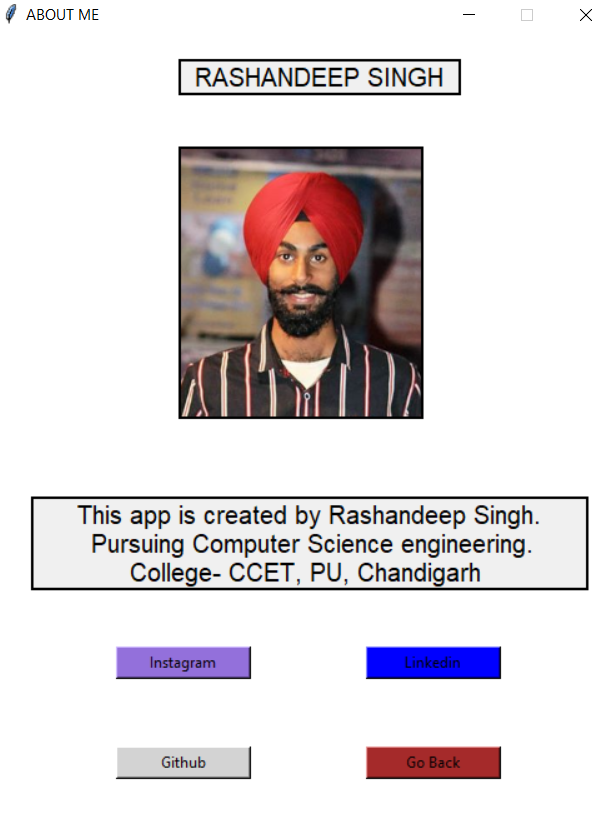 ABOUT ME
RASHANDEEP SINGH
This app is created by Rashandeep Singh.
Pursuing Computer Science engineering.
College- CCET, PU, Chandigarh
Instagram
Linkedin
Github
Go Back